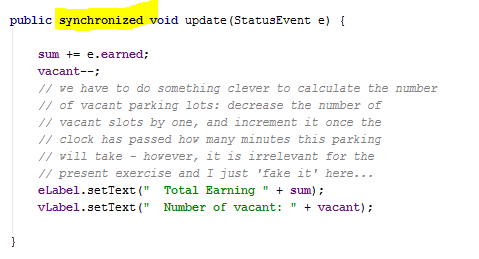 public synchronized void update(StatusEvent e) {
sum += e.earned;
vacant--;
// we have to do something clever to calculate the number
// of vacant parking lots: decrease the number of
// vacant slots by one, and increment it once the
// clock has passed how many minutes this parking
// will take - however, it is irrelevant for the
// present exercise and I just 'fake it' here...
eLabel.setText("  Total Earning " + sum);
vLabel.setText("  Number of vacant: " + vacant);
}